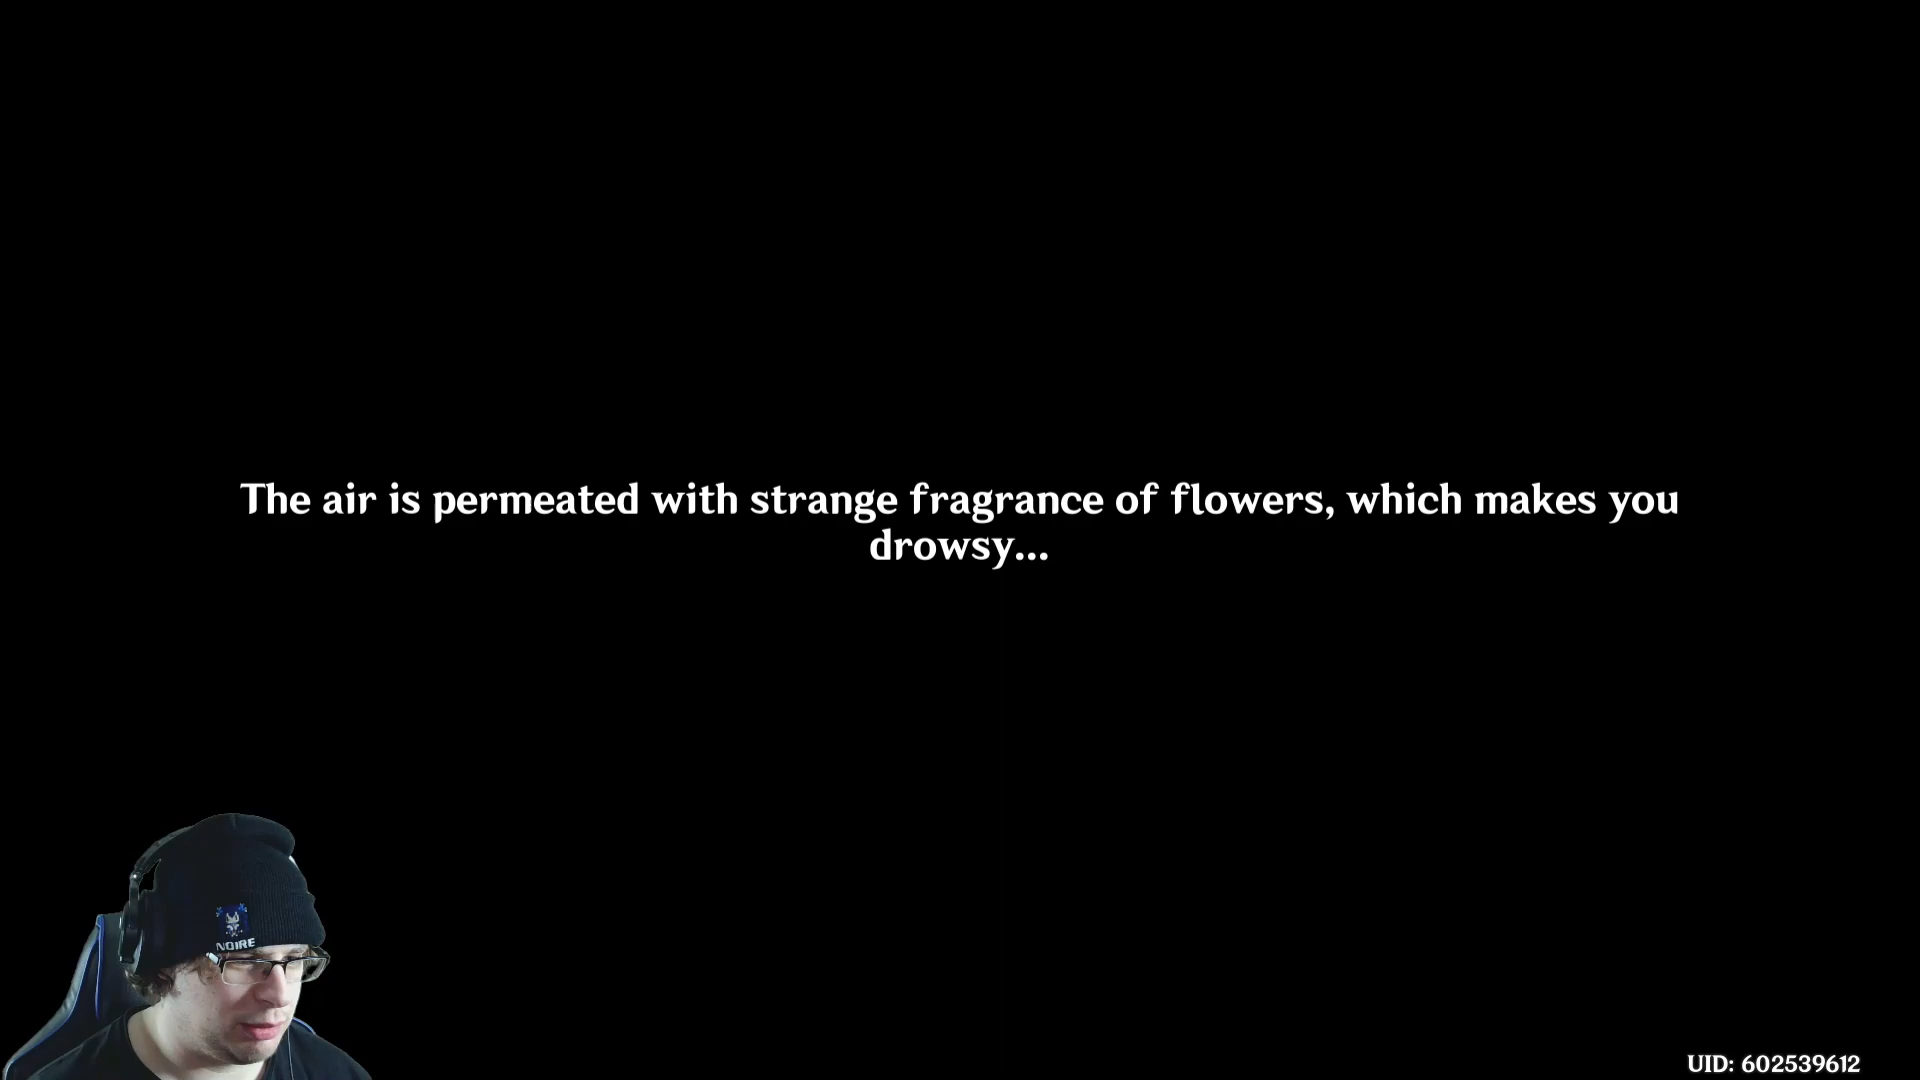 The air is permeated with strange fragrance of flowers, which makes you
drowsy...
NOIRE
UID: 602539612